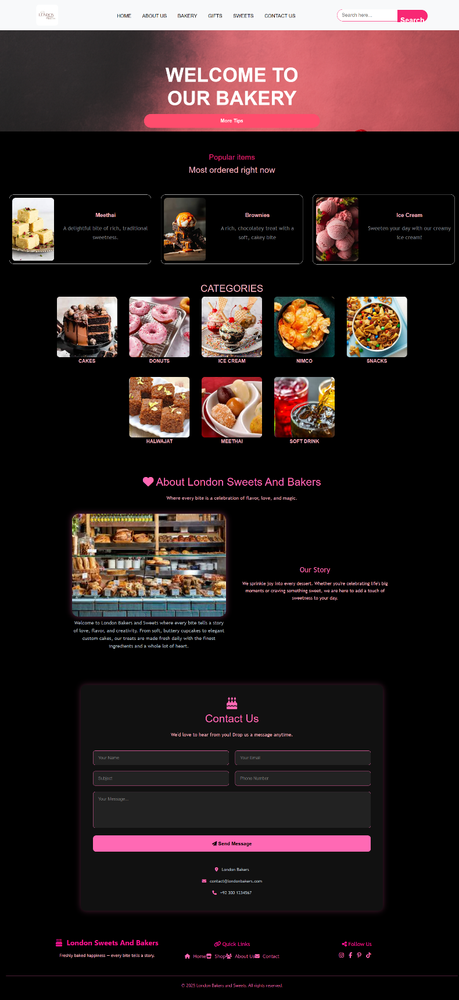 LONDON
HOME ABOUT US BAKERY GIFTS SWEETS CONTACT US
Search here...
Search
WELCOME TO
OUR BAKERY
More Tips
Popular items
Most ordered right now
Meethai
A delightful bite of rich, traditional
sweetness.
Brownies
A rich, chocolatey treat with a
soft, cakey bite
Ice Cream
Sweeten your day with our creamy
ice cream!
CATEGORIES
CAKES
DONUTS
ICE CREAM
NIMCO
SNACKS
HALWAJAT
MEETHAI
SOFT DRINK
About London Sweets And Bakers
Where every bite is a celebration of flavor, love, and magic.
Welcome to London Bakers and Sweets where every bite tells a story
of love, flavor, and creativity. From soft, buttery cupcakes to elegant
custom cakes, our treats are made fresh daily with the finest
ingredients and a whole lot of heart.
Our Story
We sprinkle joy into every dessert. Whether you're celebrating life's big
moments or craving something sweet, we are here to add a touch of
sweetness to your day.
Contact Us
We'd love to hear from you! Drop us a message anytime.
Your Name
Your Email
Subject
Phone Number
Your Message...
Send Message
London Bakers
contact@londonbakers.com
+92 300 1234567
London Sweets And Bakers
Freshly baked happiness — every bite tells a story.
Quick Links
Home Shop About Us Contact
Follow Us
© 2025 London Bakers and Sweets. All rights reserved.